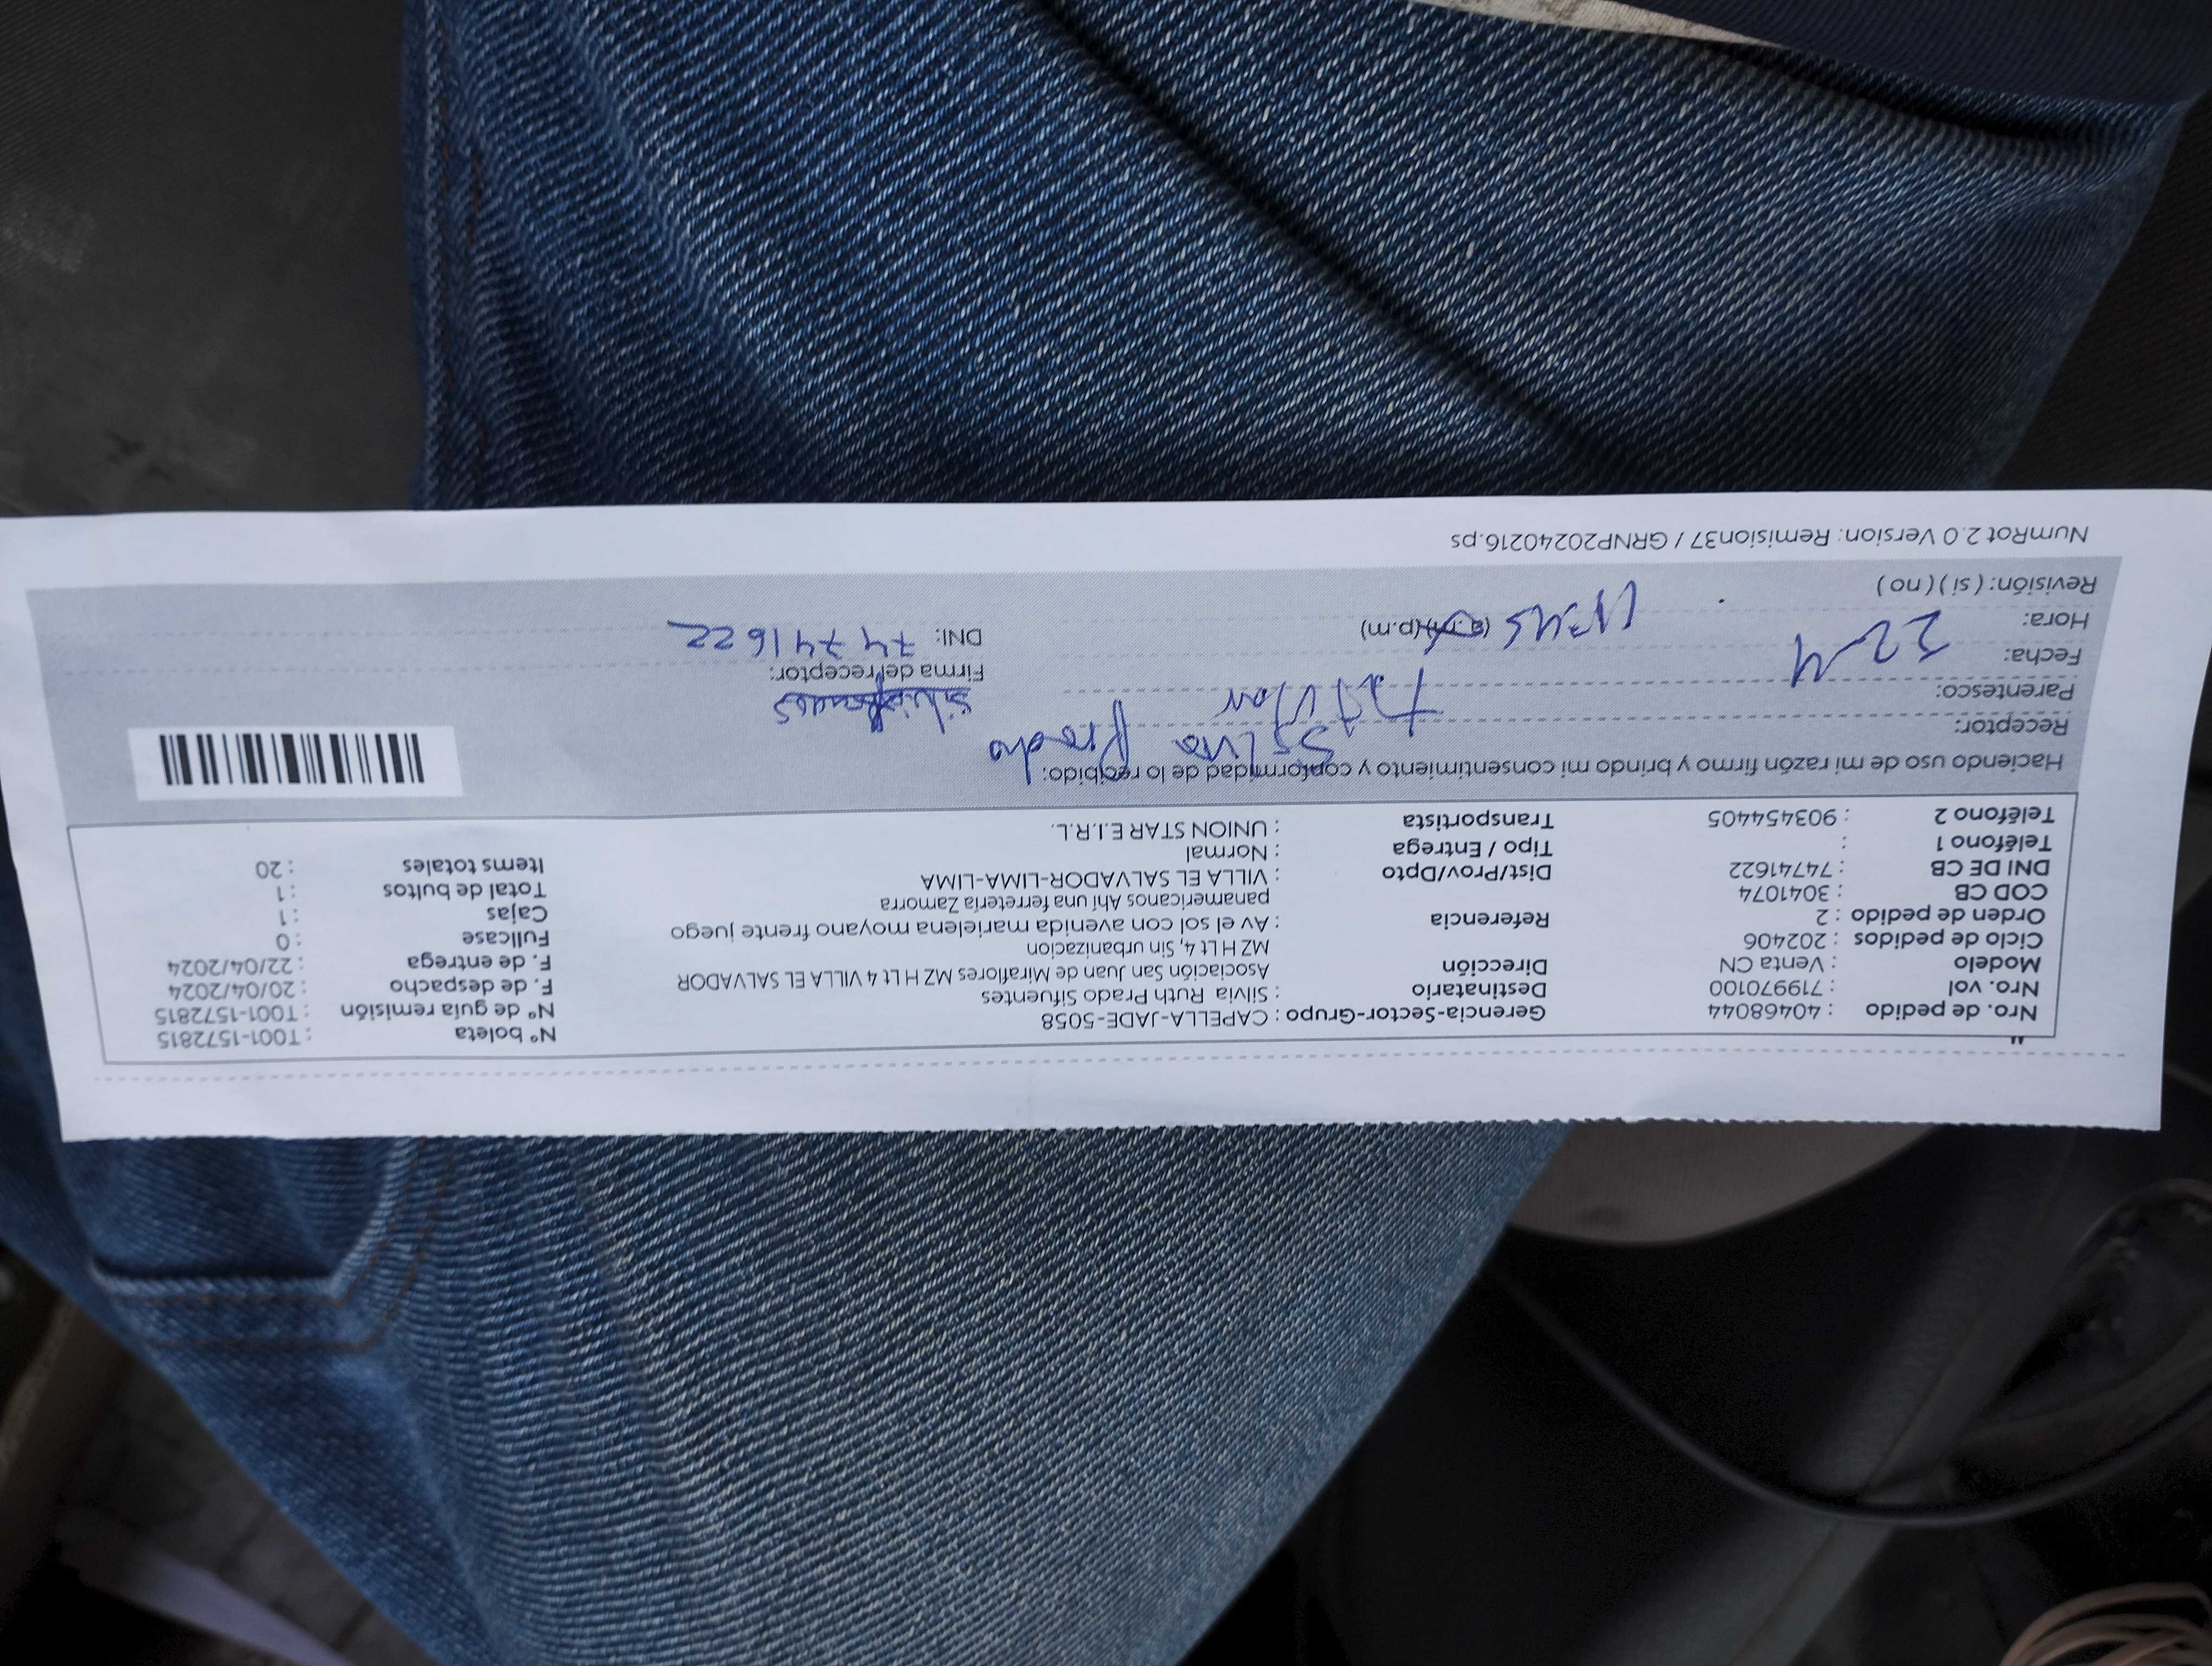 Nro. de pedido : 40468044 Gerencia-Sector-Grupo : CAPELLA-JADE-5058 Nº boleta : T001-1572815
Nro. vol : 719970100 Destinatario : Silvia Ruth Prado Sifuentes Nº de guía remisión : T001-1572815
Modelo : Venta CN Dirección Asociación San Juan de Miraflores MZ H Lt 4 VILLA EL SALVADOR F. de despacho : 20/04/2024
Ciclo de pedidos : 202406 MZ H Lt 4, Sin urbanizacion F. de entrega : 22/04/2024
Orden de pedido : 2 Referencia : Av el sol con avenida marielena moyano frente juego Fullcase : 0
COD CB : 3041074 panamericanos Ahí una ferretería Zamorra Cajas : 1
DNI DE CB : 74741622 Dist/Prov/Dpto : VILLA EL SALVADOR-LIMA-LIMA Total de bultos : 1
Teléfono 1 : Tipo / Entrega : Normal Items totales : 20
Teléfono 2 : 903454405 Transportista : UNION STAR E.I.R.L.
Haciendo uso de mi razón firmo y brindo mi consentimiento y conformidad de lo recibido:
Receptor: Silvia Prado
Parentesco: Titular
Firma del receptor:
Fecha: 22
Hora: (a.m)(p.m) DNI: 74741622
Revisión: ( si ) ( no )
NumRot 2.0 Version: Remision37 / GRNP20240216.ps